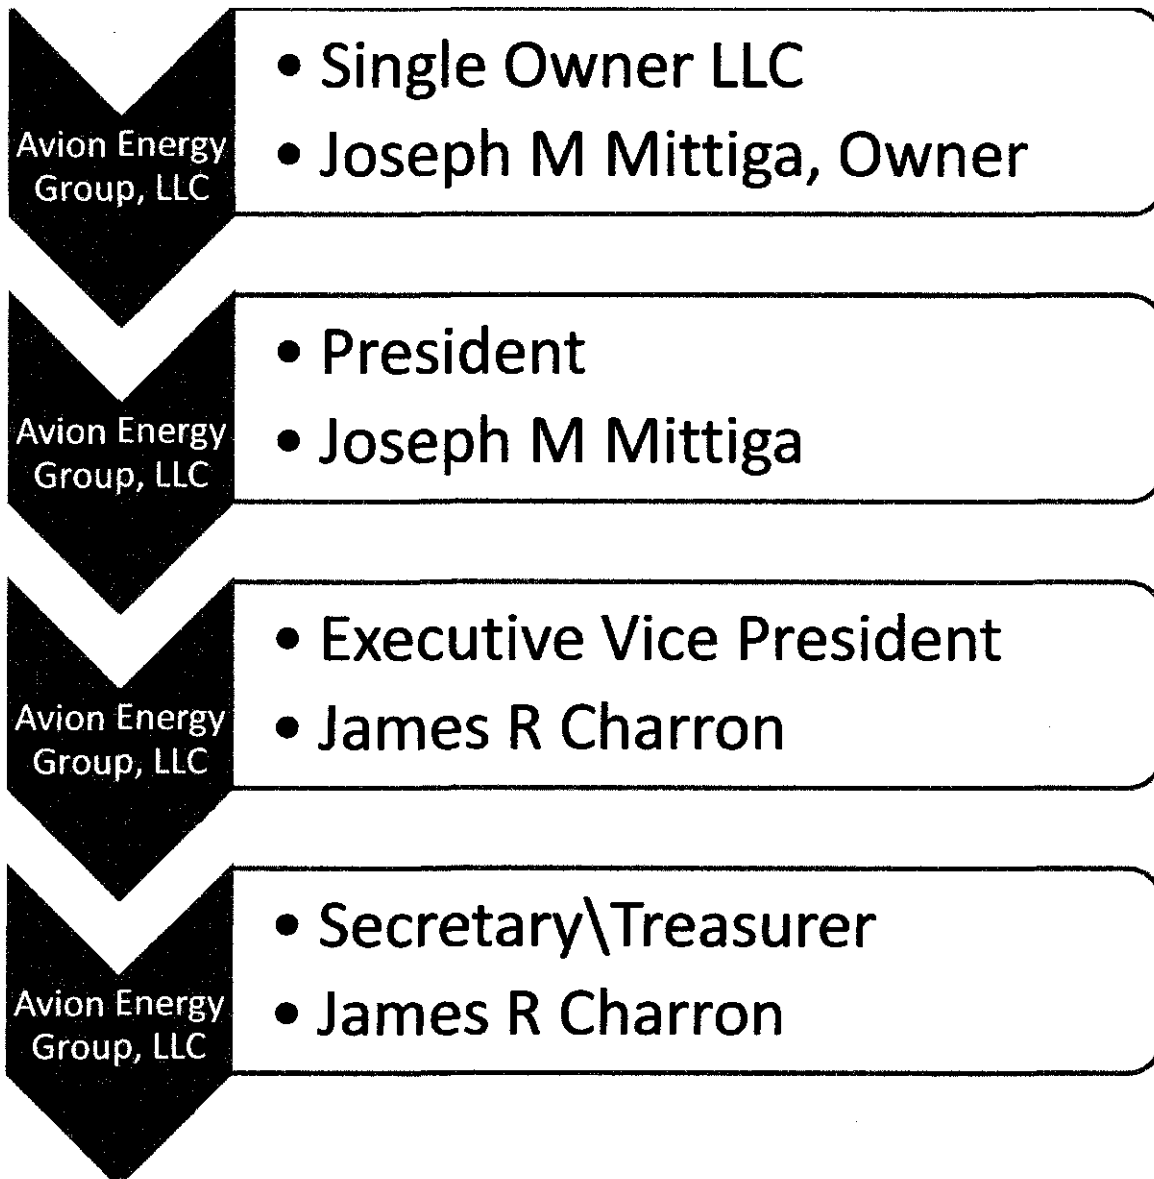 Avion Energy
Group, LLC
• Single Owner LLC
• Joseph M Mittiga, Owner
Avion Energy
Group, LLC
• President
• Joseph M Mittiga
Avion Energy
Group, LLC
• Executive Vice President
• James R Charron
Avion Energy
Group, LLC
• Secretary\Treasurer
• James R Charron